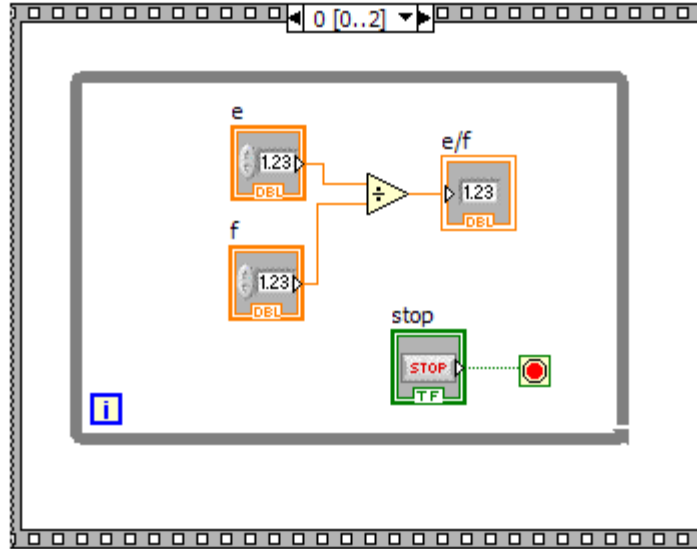 0 [0..2]
e
1.23
DBL
e/f
1.23
DBL
÷
f
1.23
DBL
stop
STOP
TF
i